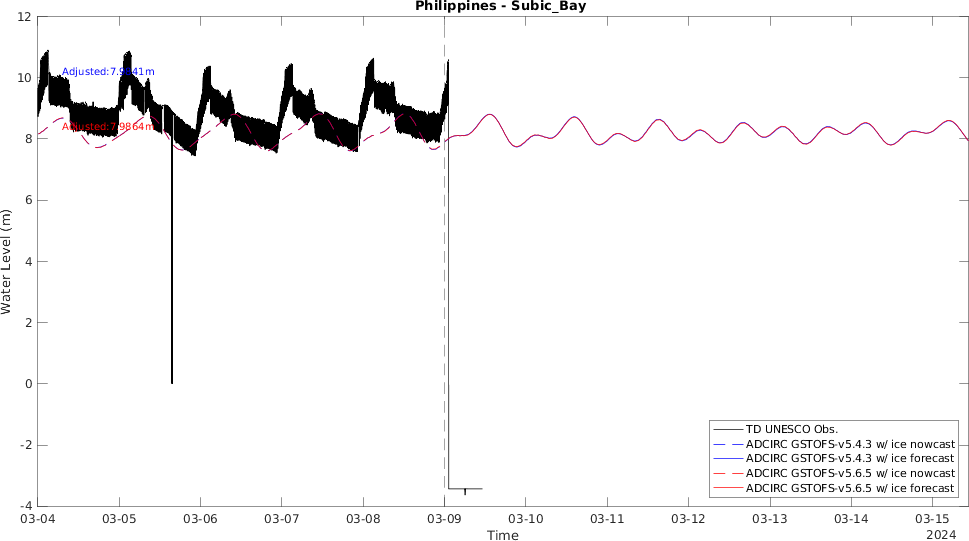 Philippines - Subic_Bay
12
10
8
6
4
2
0
-2
-4
Water Level (m)
Adjusted:7.9864m
TD UNESCO Obs.
ADCIRC GSTOFS-v5.4.3 w/ ice nowcast
ADCIRC GSTOFS-v5.4.3 w/ ice forecast
ADCIRC GSTOFS-v5.6.5 w/ ice nowcast
ADCIRC GSTOFS-v5.6.5 w/ ice forecast
03-04 03-05 03-06 03-07 03-08 03-09 03-10 03-11 03-12 03-13 03-14 03-15
Time
2024